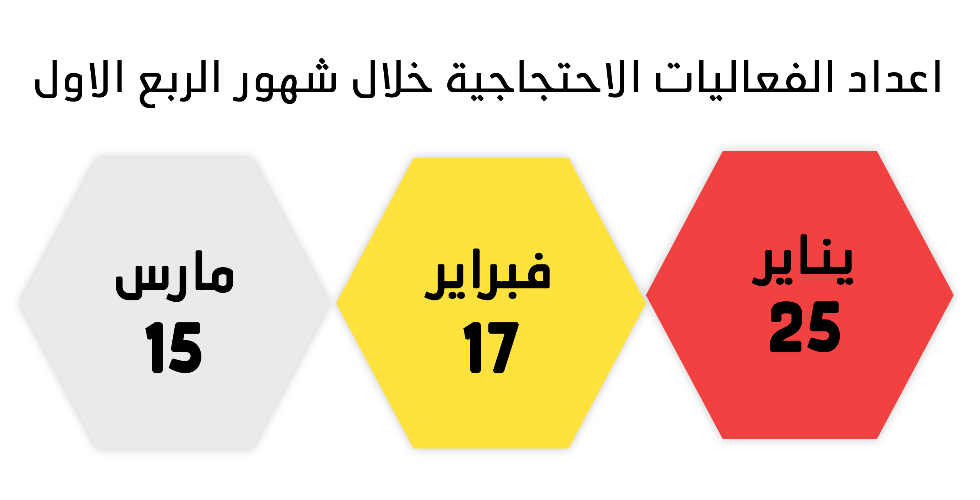 اعداد الفعاليات الاحتجاجية خلال شهور الربع الاول
يناير
25
فبراير
17
مارس
15